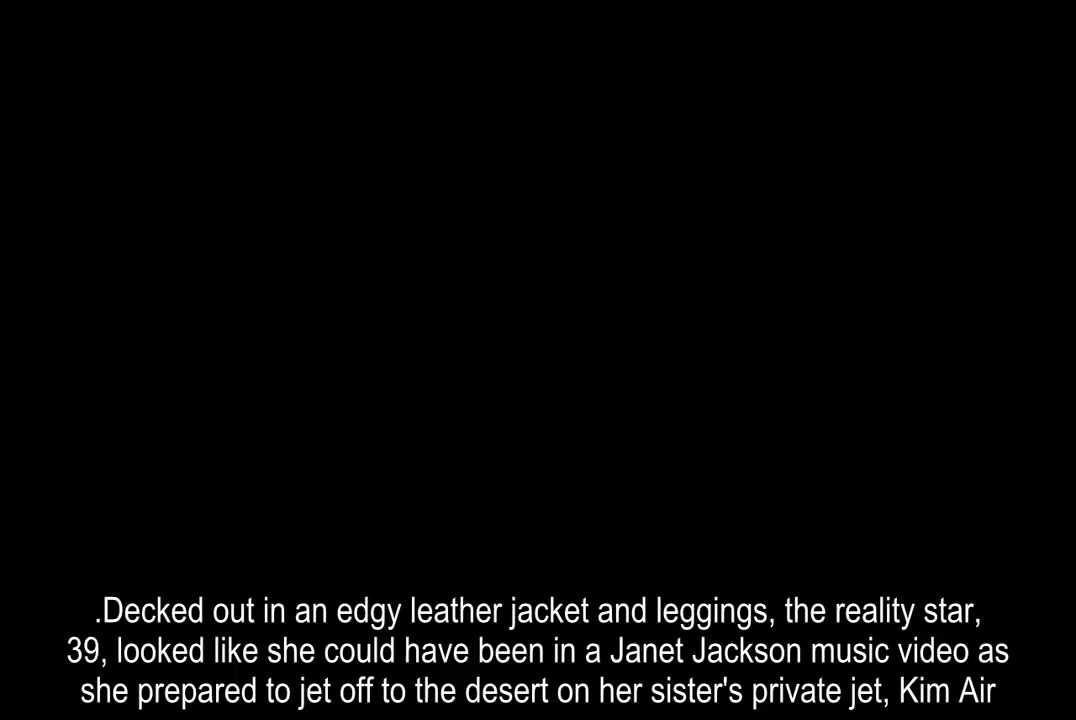 .Decked out in an edgy leather jacket and leggings, the reality star,
39, looked like she could have been in a Janet Jackson music video as
she prepared to jet off to the desert on her sister's private jet, Kim Air